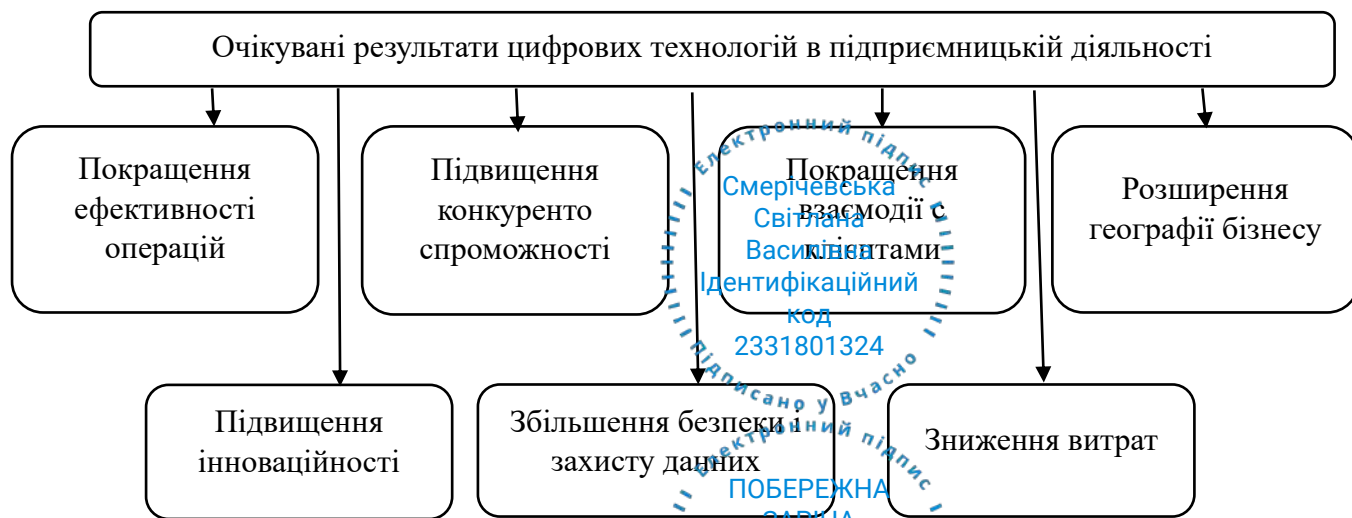 Очікувані результати цифрових технологій в підприємницькій діяльності
Покращення
ефективності
операцій
Підвищення
конкуренто
спроможності
Покращення
взаємодії с
клієнтами
Розширення
географії бізнесу
Електронний підпис
Смерічевська
Світлана
Василівна
Ідентифікаційний
код
2331801324
Підписано у Вчасно
Підвищення
інноваційності
Збільшення безпеки і
захисту данних
Зниження витрат
Електронний підпис
ПОБЕРЕЖНА